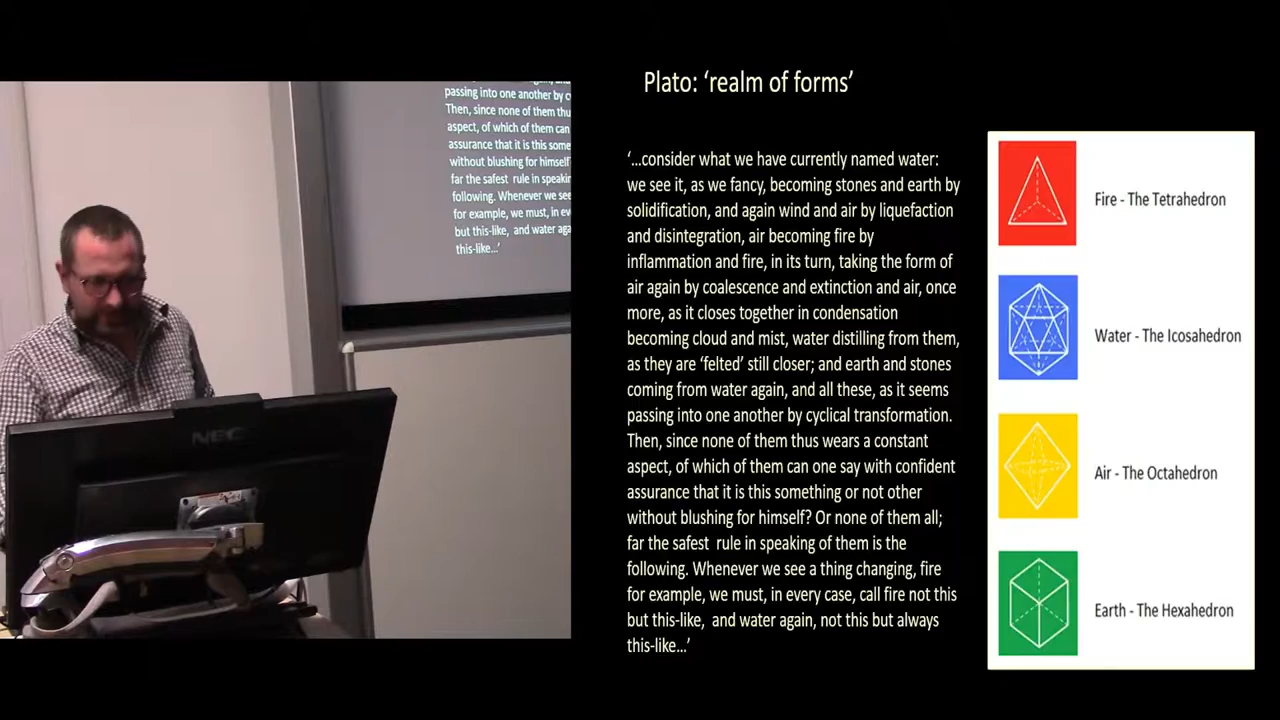 passing into one another by
Then, since none of them thu
aspect, of which of them can
assurance that it is this some
without blushing for himself
far the safest rule in speakin
following. Whenever we see
for example, we must, in ev
but this-like, and water aga
this-like...'
NEC
Plato: ‘realm of forms’
‘...consider what we have currently named water:
we see it, as we fancy, becoming stones and earth by
solidification, and again wind and air by liquefaction
and disintegration, air becoming fire by
inflammation and fire, in its turn, taking the form of
air again by coalescence and extinction and air, once
more, as it closes together in condensation
becoming cloud and mist, water distilling from them,
as they are ‘felted’ still closer; and earth and stones
coming from water again, and all these, as it seems
passing into one another by cyclical transformation.
Then, since none of them thus wears a constant
aspect, of which of them can one say with confident
assurance that it is this something or not other
without blushing for himself? Or none of them all;
far the safest rule in speaking of them is the
following. Whenever we see a thing changing, fire
for example, we must, in every case, call fire not this
but this-like, and water again, not this but always
this-like...’
Fire - The Tetrahedron
Water - The Icosahedron
Air - The Octahedron
Earth - The Hexahedron